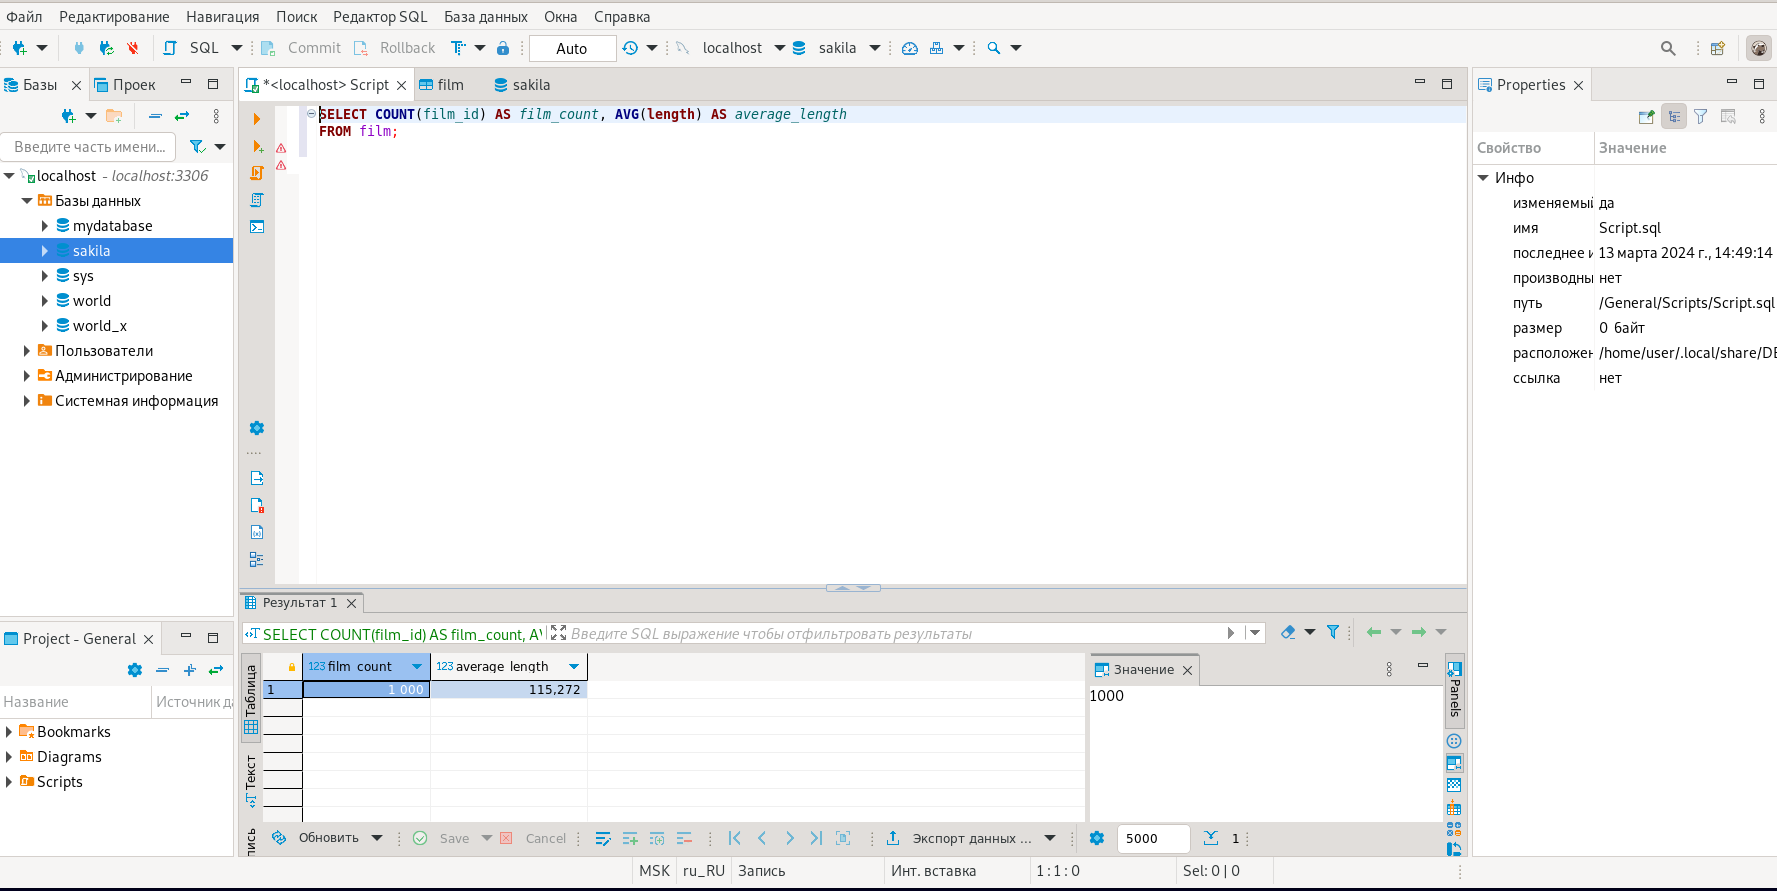 Файл Редактирование Навигация Поиск Редактор SQL База данных Окна Справка
SQL Commit Rollback Auto localhost sakila
Базы Проек
Введите часть имени...
localhost - localhost:3306
Базы данных
mydatabase
sakila
sys
world
world_x
Пользователи
Администрирование
Системная информация
Project - General
Название Источник да
Bookmarks
Diagrams
Scripts
*<localhost> Script film sakila
SELECT COUNT(film_id) AS film_count, AVG(length) AS average_length
FROM film;
Результат 1
SELECT COUNT(film_id) AS film_count, AV
Введите SQL выражение чтобы отфильтровать результаты
Таблица
Текст
пись
123 film_count 123 average_length
1 1 000 115,272
Значение
1000
Panels
Обновить Save Cancel Экспорт данных ... 5000 1
Properties
Свойство Значение
Инфо
изменяемый да
имя Script.sql
последнее и 13 марта 2024 г., 14:49:14
производны нет
путь /General/Scripts/Script.sql
размер 0 байт
расположен /home/user/.local/share/DB
ссылка нет
MSK ru_RU Запись Инт. вставка 1 : 1 : 0 Sel: 0 | 0